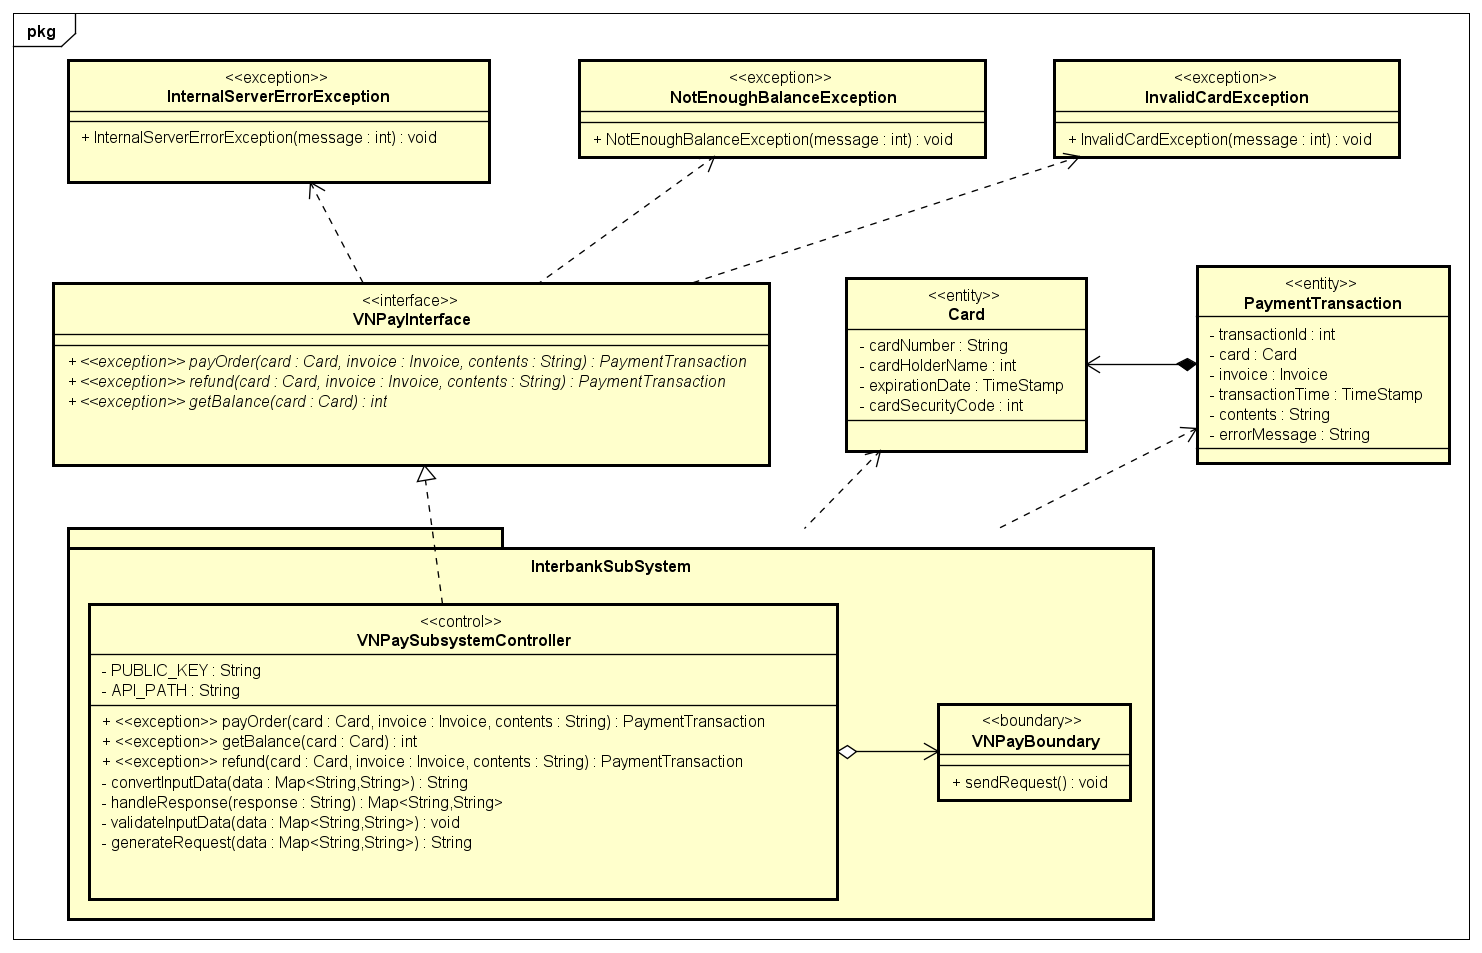 pkg
<<exception>>
InternalServerErrorException
+ InternalServerErrorException(message : int) : void
<<exception>>
NotEnoughBalanceException
+ NotEnoughBalanceException(message : int) : void
<<exception>>
InvalidCardException
+ InvalidCardException(message : int) : void
<<interface>>
VNPayInterface
+ <<exception>> payOrder(card : Card, invoice : Invoice, contents : String) : PaymentTransaction
+ <<exception>> refund(card : Card, invoice : Invoice, contents : String) : PaymentTransaction
+ <<exception>> getBalance(card : Card) : int
<<entity>>
Card
- cardNumber : String
- cardHolderName : int
- expirationDate : TimeStamp
- cardSecurityCode : int
<<entity>>
PaymentTransaction
- transactionId : int
- card : Card
- invoice : Invoice
- transactionTime : TimeStamp
- contents : String
- errorMessage : String
InterbankSubSystem
<<control>>
VNPaySubsystemController
- PUBLIC_KEY : String
- API_PATH : String
+ <<exception>> payOrder(card : Card, invoice : Invoice, contents : String) : PaymentTransaction
+ <<exception>> getBalance(card : Card) : int
+ <<exception>> refund(card : Card, invoice : Invoice, contents : String) : PaymentTransaction
- convertInputData(data : Map<String,String>) : String
- handleResponse(response : String) : Map<String,String>
- validateInputData(data : Map<String,String>) : void
- generateRequest(data : Map<String,String>) : String
<<boundary>>
VNPayBoundary
+ sendRequest() : void